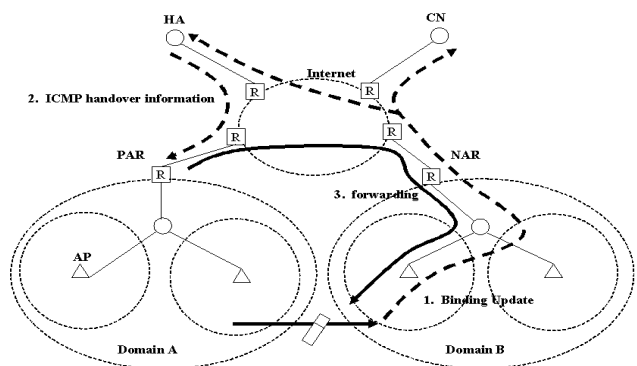 HA
CN
Internet
R
R
2. ICMP handover information
R
R
PAR
NAR
R
R
3. forwarding
AP
1. Binding Update
Domain A
Domain B